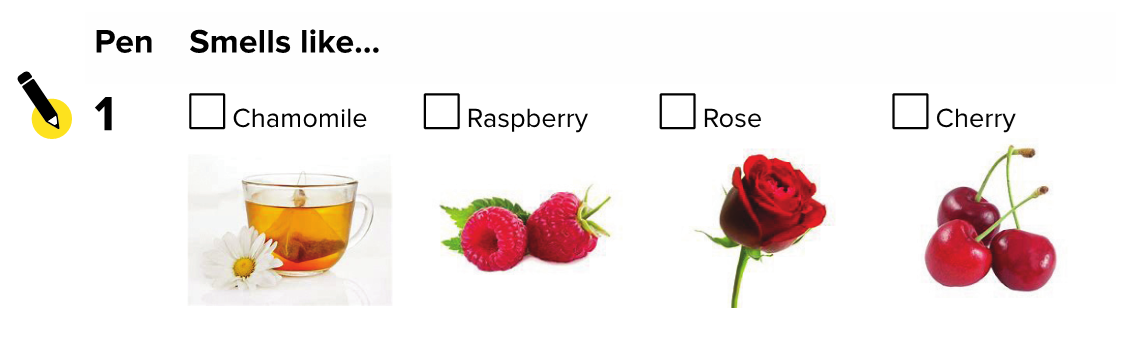 Pen Smells like...
1 Chamomile Raspberry Rose Cherry